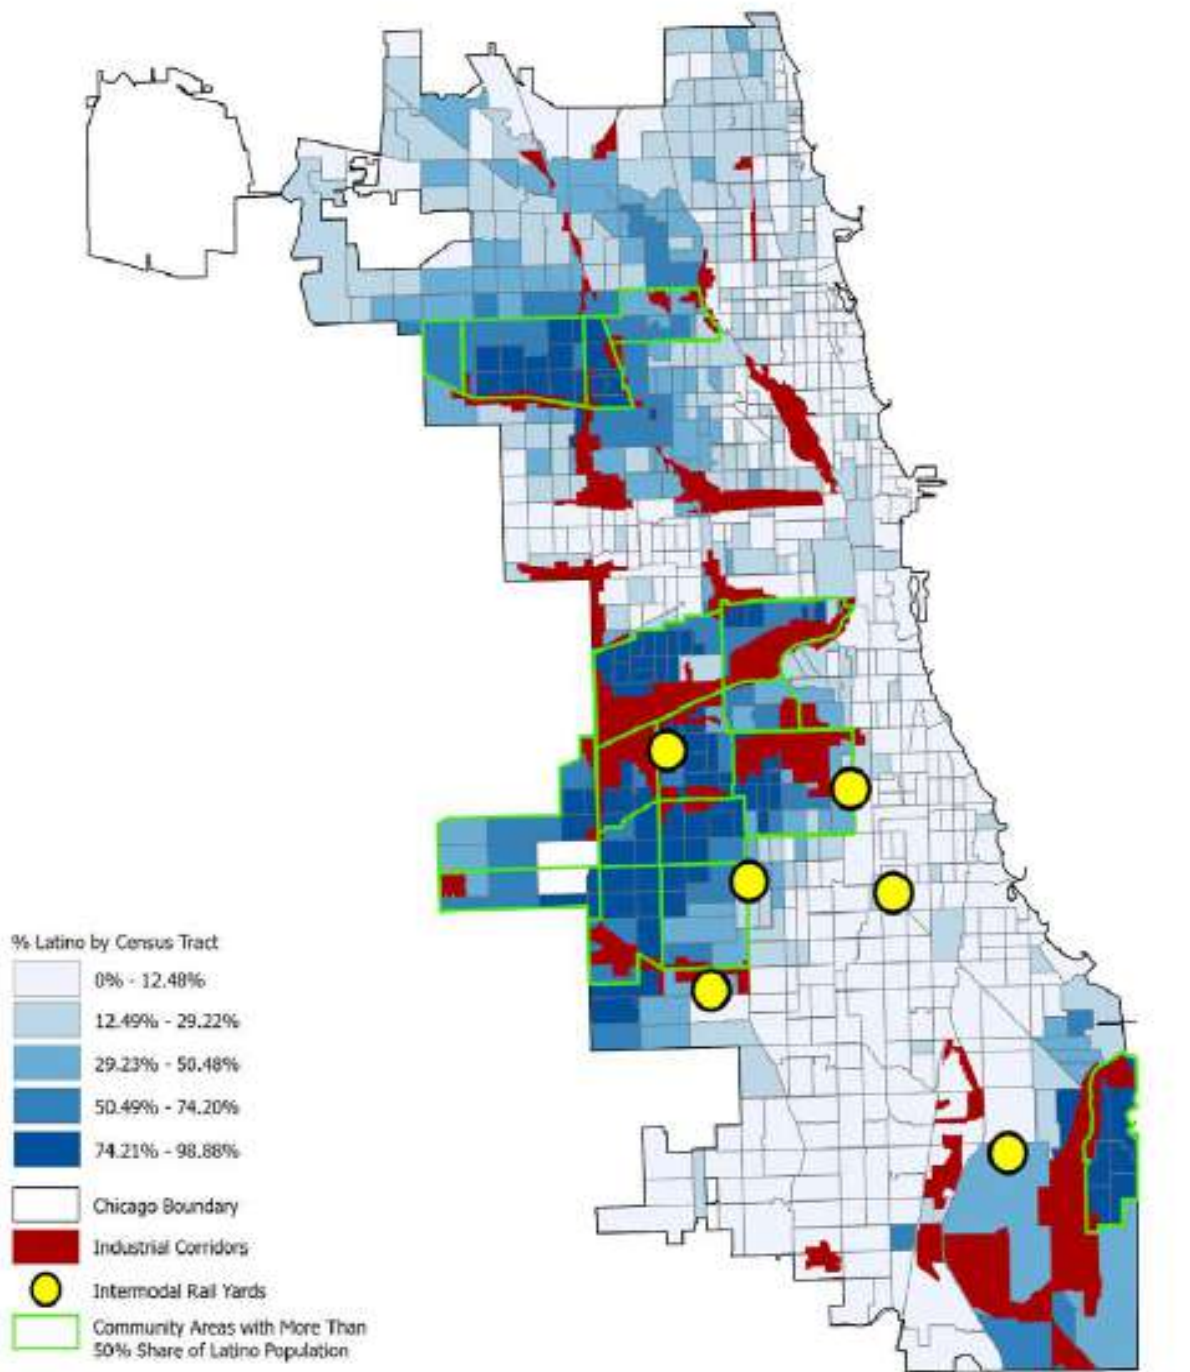 % Latino by Census Tract
0% - 12.48%
12.49% - 29.22%
29.23% - 50.48%
50.49% - 74.20%
74.21% - 98.88%
Chicago Boundary
Industrial Corridors
Intermodal Rail Yards
Community Areas with More Than
50% Share of Latino Population